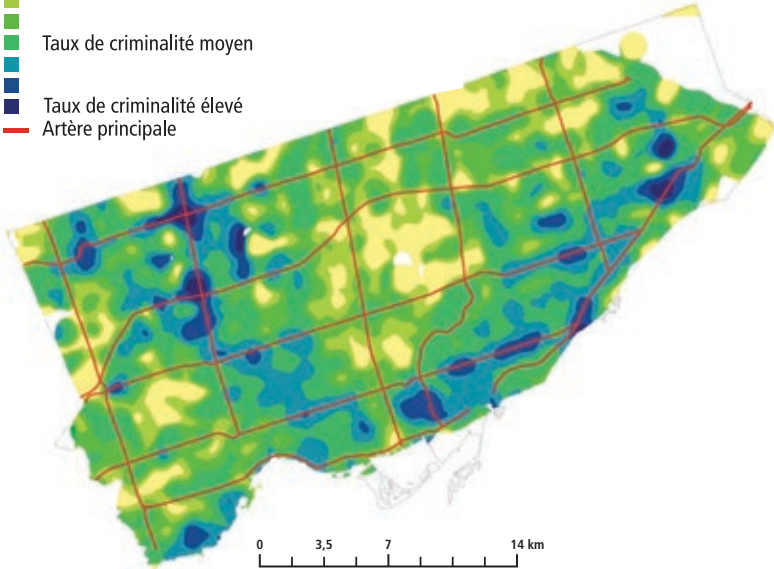 Taux de criminalité moyen
Taux de criminalité élevé
Artère principale
0 3,5 7 14 km